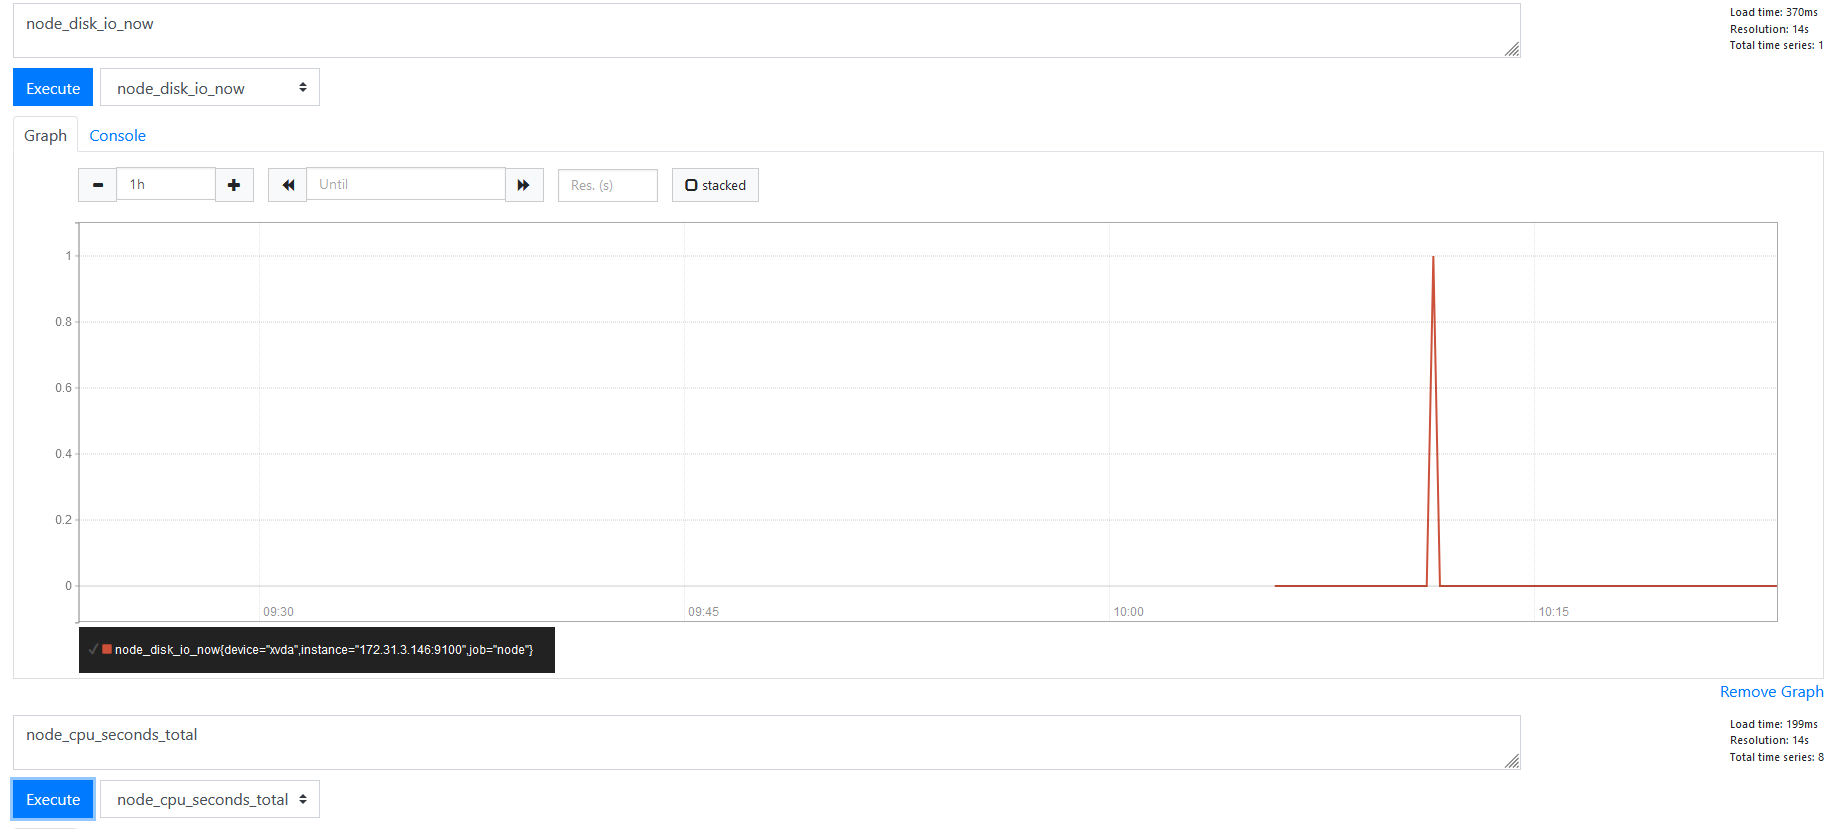 node_disk_io_now
Load time: 370ms
Resolution: 14s
Total time series: 1
Execute
node_disk_io_now
Graph
Console
1h
Until
Res. (s)
stacked
1
0.8
0.6
0.4
0.2
0
09:30
09:45
10:00
10:15
node_disk_io_now{device="xvda",instance="172.31.3.146:9100",job="node"}
Remove Graph
node_cpu_seconds_total
Load time: 199ms
Resolution: 14s
Total time series: 8
Execute
node_cpu_seconds_total